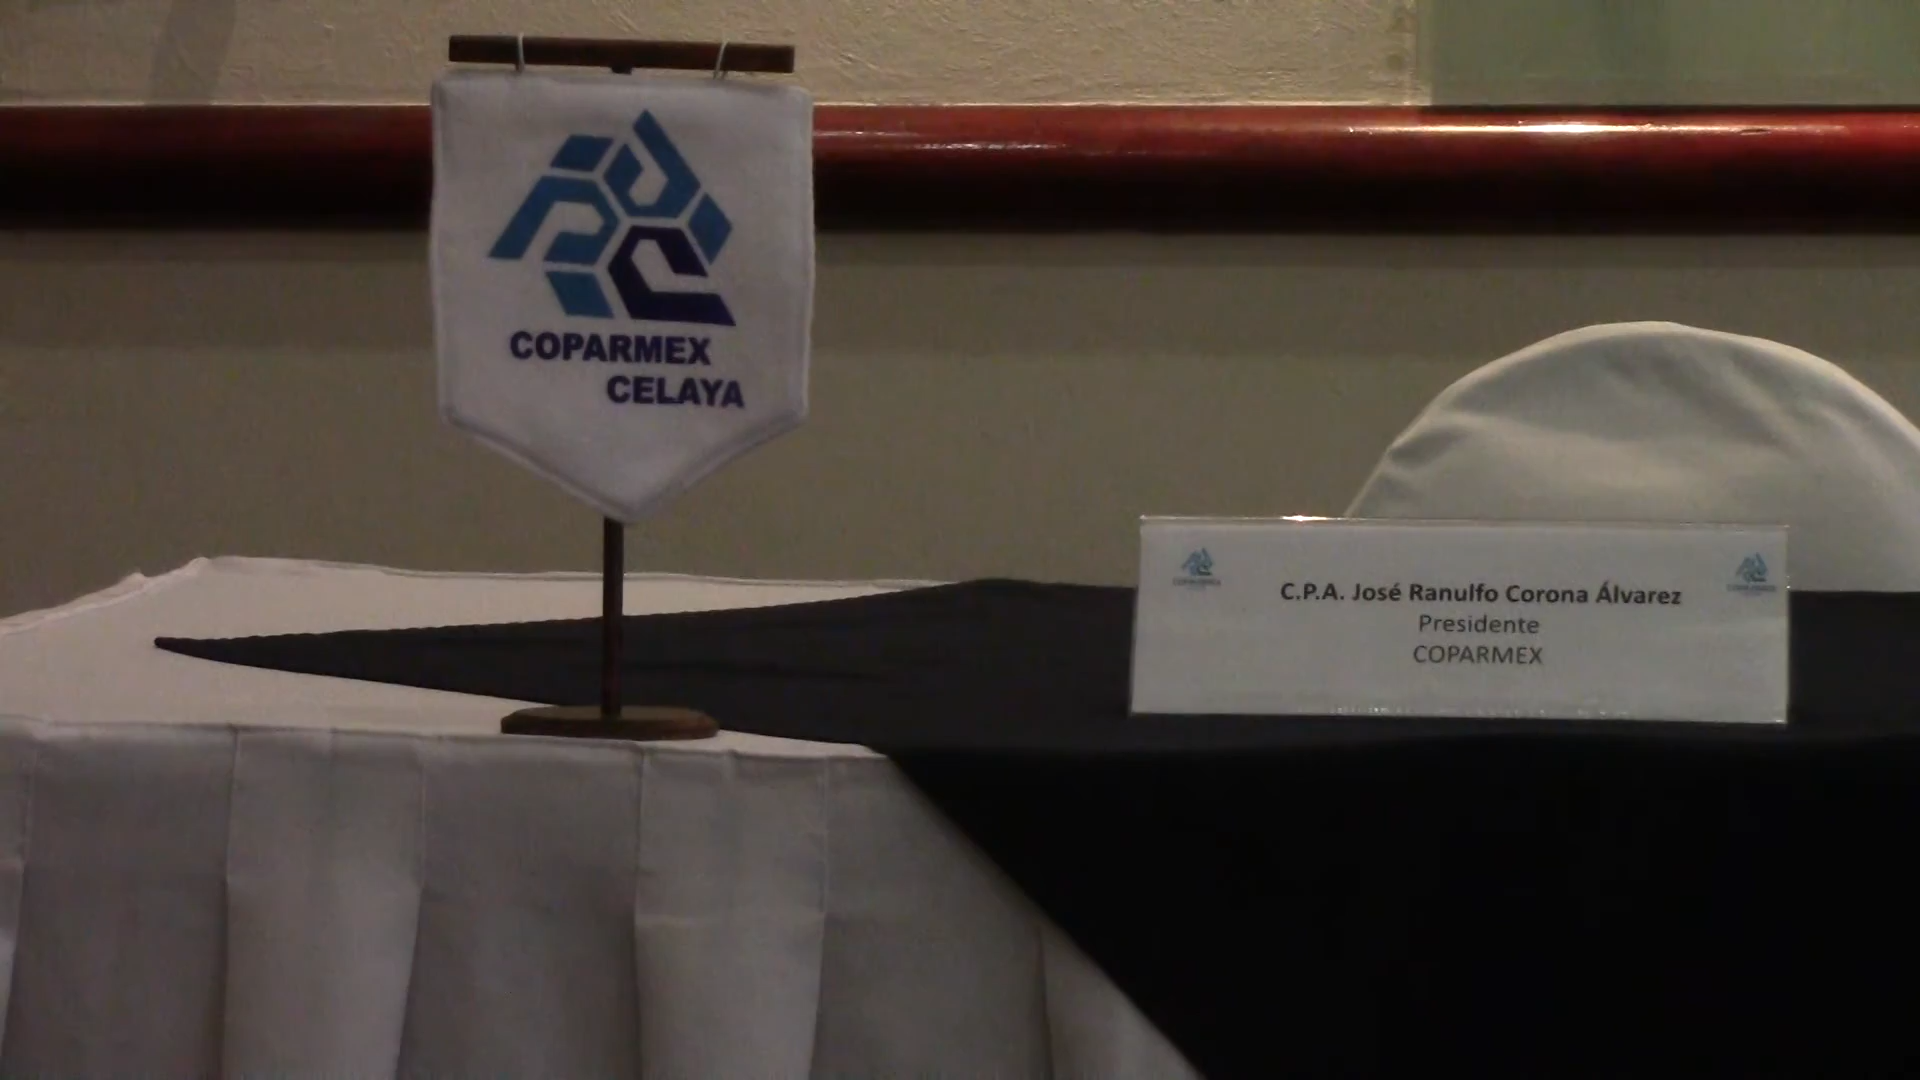 COPARMEX
CELAYA
C.P.A. José Ranulfo Corona Álvarez
Presidente
COPARMEX